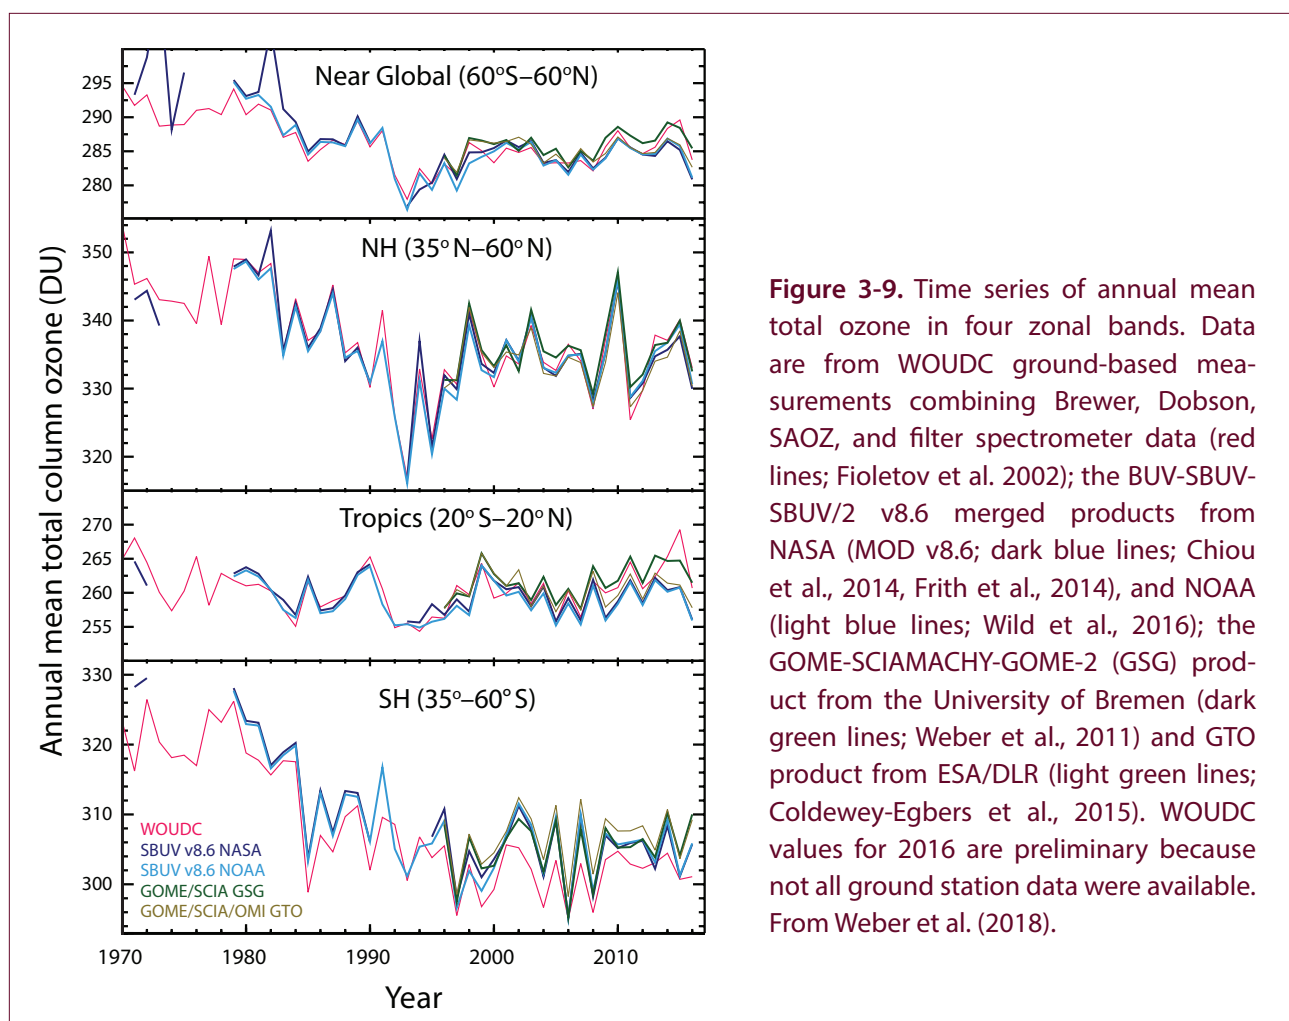 Near Global (60°S–60°N)
295
290
285
280
NH (35° N–60° N)
350
340
330
320
Tropics (20° S–20° N)
270
265
260
255
SH (35°–60° S)
330
320
310
300
WOUDC
SBUV v8.6 NASA
SBUV v8.6 NOAA
GOME/SCIA GSG
GOME/SCIA/OMI GTO
1970 1980 1990 2000 2010
Year
Annual mean total column ozone (DU)
Figure 3-9. Time series of annual mean
total ozone in four zonal bands. Data
are from WOUDC ground-based mea-
surements combining Brewer, Dobson,
SAOZ, and filter spectrometer data (red
lines; Fioletov et al. 2002); the BUV-SBUV-
SBUV/2 v8.6 merged products from
NASA (MOD v8.6; dark blue lines; Chiou
et al., 2014, Frith et al., 2014), and NOAA
(light blue lines; Wild et al., 2016); the
GOME-SCIAMACHY-GOME-2 (GSG) prod-
uct from the University of Bremen (dark
green lines; Weber et al., 2011) and GTO
product from ESA/DLR (light green lines;
Coldewey-Egbers et al., 2015). WOUDC
values for 2016 are preliminary because
not all ground station data were available.
From Weber et al. (2018).